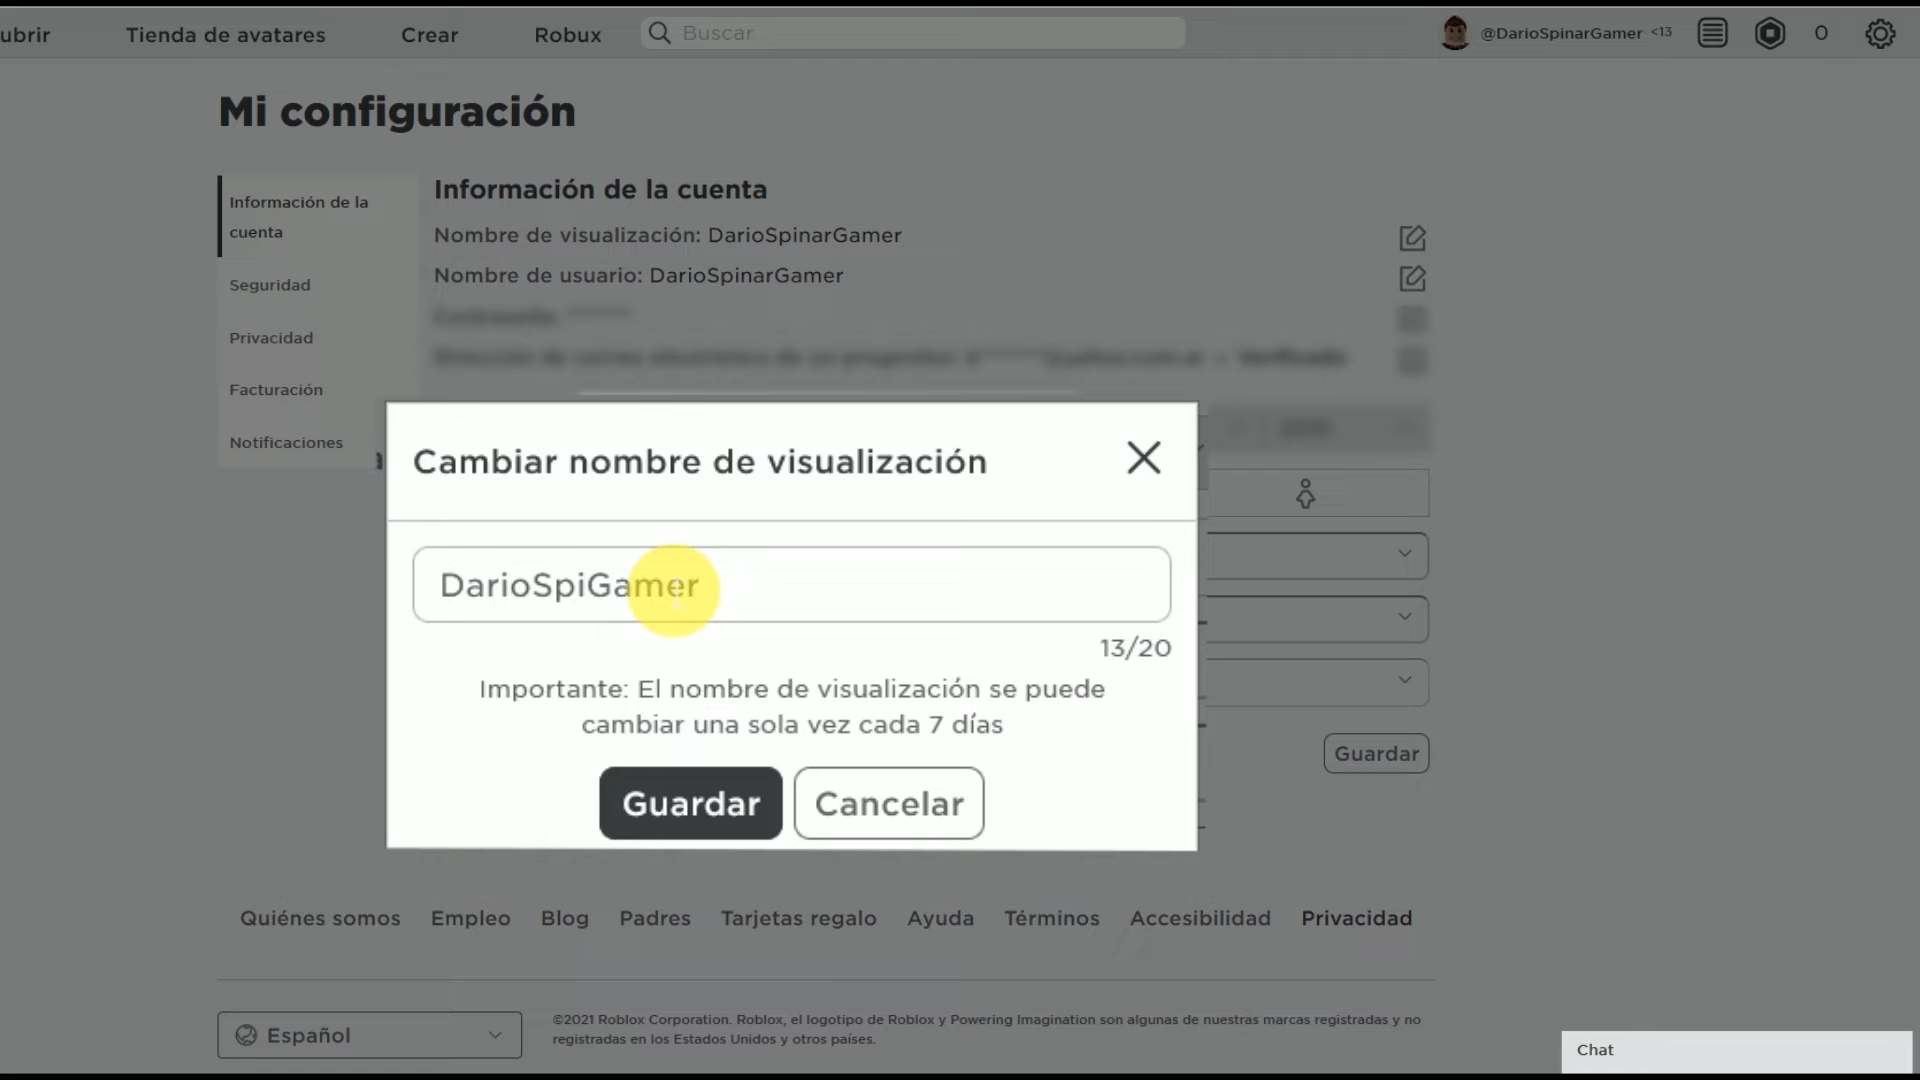 ubrir
Tienda de avatares
Crear
Robux
Buscar
@DarioSpinarGamer <13
0
Mi configuración
Información de la
cuenta
Seguridad
Privacidad
Facturación
Notificaciones
Información de la cuenta
Nombre de visualización: DarioSpinarGamer
Nombre de usuario: DarioSpinarGamer
Cambiar nombre de visualización
DarioSpiGamer
13/20
Importante: El nombre de visualización se puede
cambiar una sola vez cada 7 días
Guardar
Cancelar
Guardar
Quiénes somos
Empleo
Blog
Padres
Tarjetas regalo
Ayuda
Términos
Accesibilidad
Privacidad
Español
©2021 Roblox Corporation. Roblox, el logotipo de Roblox y Powering Imagination son algunas de nuestras marcas registradas y no
registradas en los Estados Unidos y otros países.
Chat